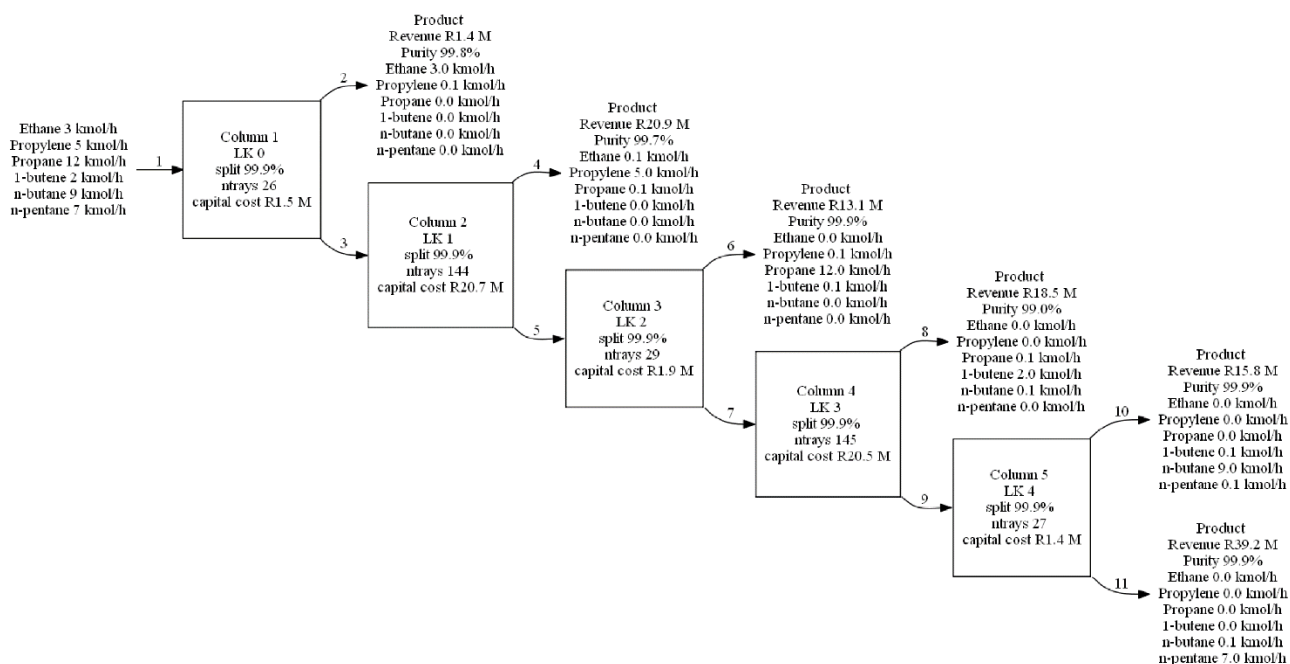 Ethane 3 kmol/h
Propylene 5 kmol/h
Propane 12 kmol/h
1-butene 2 kmol/h
n-butane 9 kmol/h
n-pentane 7 kmol/h
1
Column 1
LK 0
split 99.9%
ntrays 26
capital cost R1.5 M
2
Product
Revenue R1.4 M
Purity 99.8%
Ethane 3.0 kmol/h
Propylene 0.1 kmol/h
Propane 0.0 kmol/h
1-butene 0.0 kmol/h
n-butane 0.0 kmol/h
n-pentane 0.0 kmol/h
3
Column 2
LK 1
split 99.9%
ntrays 144
capital cost R20.7 M
4
Product
Revenue R20.9 M
Purity 99.7%
Ethane 0.1 kmol/h
Propylene 5.0 kmol/h
Propane 0.1 kmol/h
1-butene 0.0 kmol/h
n-butane 0.0 kmol/h
n-pentane 0.0 kmol/h
5
Column 3
LK 2
split 99.9%
ntrays 29
capital cost R1.9 M
6
Product
Revenue R13.1 M
Purity 99.9%
Ethane 0.0 kmol/h
Propylene 0.1 kmol/h
Propane 12.0 kmol/h
1-butene 0.1 kmol/h
n-butane 0.0 kmol/h
n-pentane 0.0 kmol/h
7
Column 4
LK 3
split 99.9%
ntrays 145
capital cost R20.5 M
8
Product
Revenue R18.5 M
Purity 99.0%
Ethane 0.0 kmol/h
Propylene 0.0 kmol/h
Propane 0.1 kmol/h
1-butene 2.0 kmol/h
n-butane 0.1 kmol/h
n-pentane 0.0 kmol/h
9
Column 5
LK 4
split 99.9%
ntrays 27
capital cost R1.4 M
10
Product
Revenue R15.8 M
Purity 99.9%
Ethane 0.0 kmol/h
Propylene 0.0 kmol/h
Propane 0.0 kmol/h
1-butene 0.1 kmol/h
n-butane 9.0 kmol/h
n-pentane 0.1 kmol/h
11
Product
Revenue R39.2 M
Purity 99.9%
Ethane 0.0 kmol/h
Propylene 0.0 kmol/h
Propane 0.0 kmol/h
1-butene 0.0 kmol/h
n-butane 0.1 kmol/h
n-pentane 7.0 kmol/h